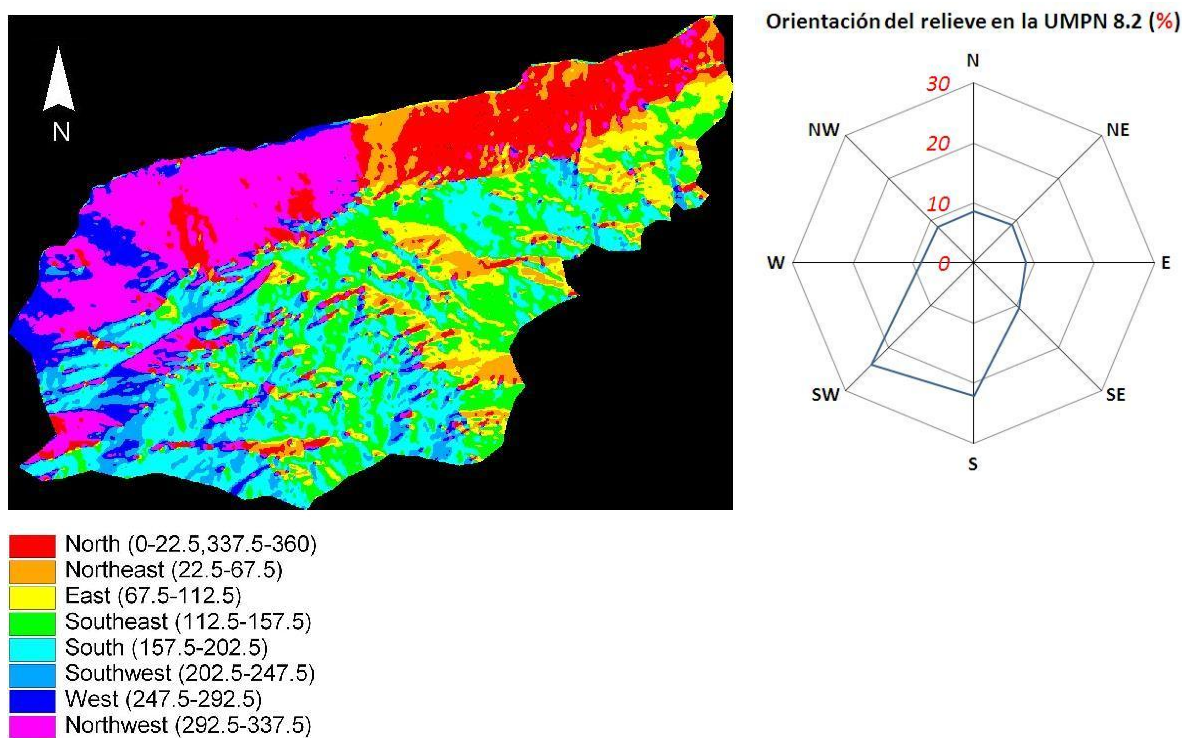 Orientación del relieve en la UMPN 8.2 (%)
N
N
30
NW
NE
20
10
W
0
E
SW
SE
S
North (0-22.5,337.5-360)
Northeast (22.5-67.5)
East (67.5-112.5)
Southeast (112.5-157.5)
South (157.5-202.5)
Southwest (202.5-247.5)
West (247.5-292.5)
Northwest (292.5-337.5)